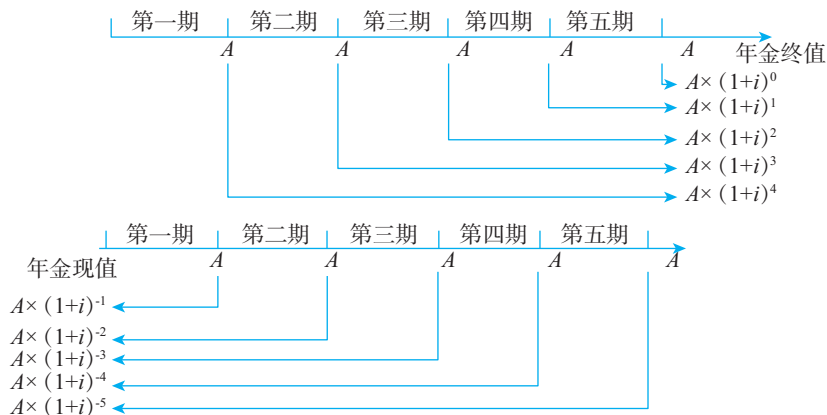 第一期 第二期 第三期 第四期 第五期
A A A A A 年金终值
A× (1+i)⁰
A× (1+i)¹
A× (1+i)²
A× (1+i)³
A× (1+i)⁴
第一期 第二期 第三期 第四期 第五期
年金现值 A A A A A
A× (1+i)⁻¹
A× (1+i)⁻²
A× (1+i)⁻³
A× (1+i)⁻⁴
A× (1+i)⁻⁵